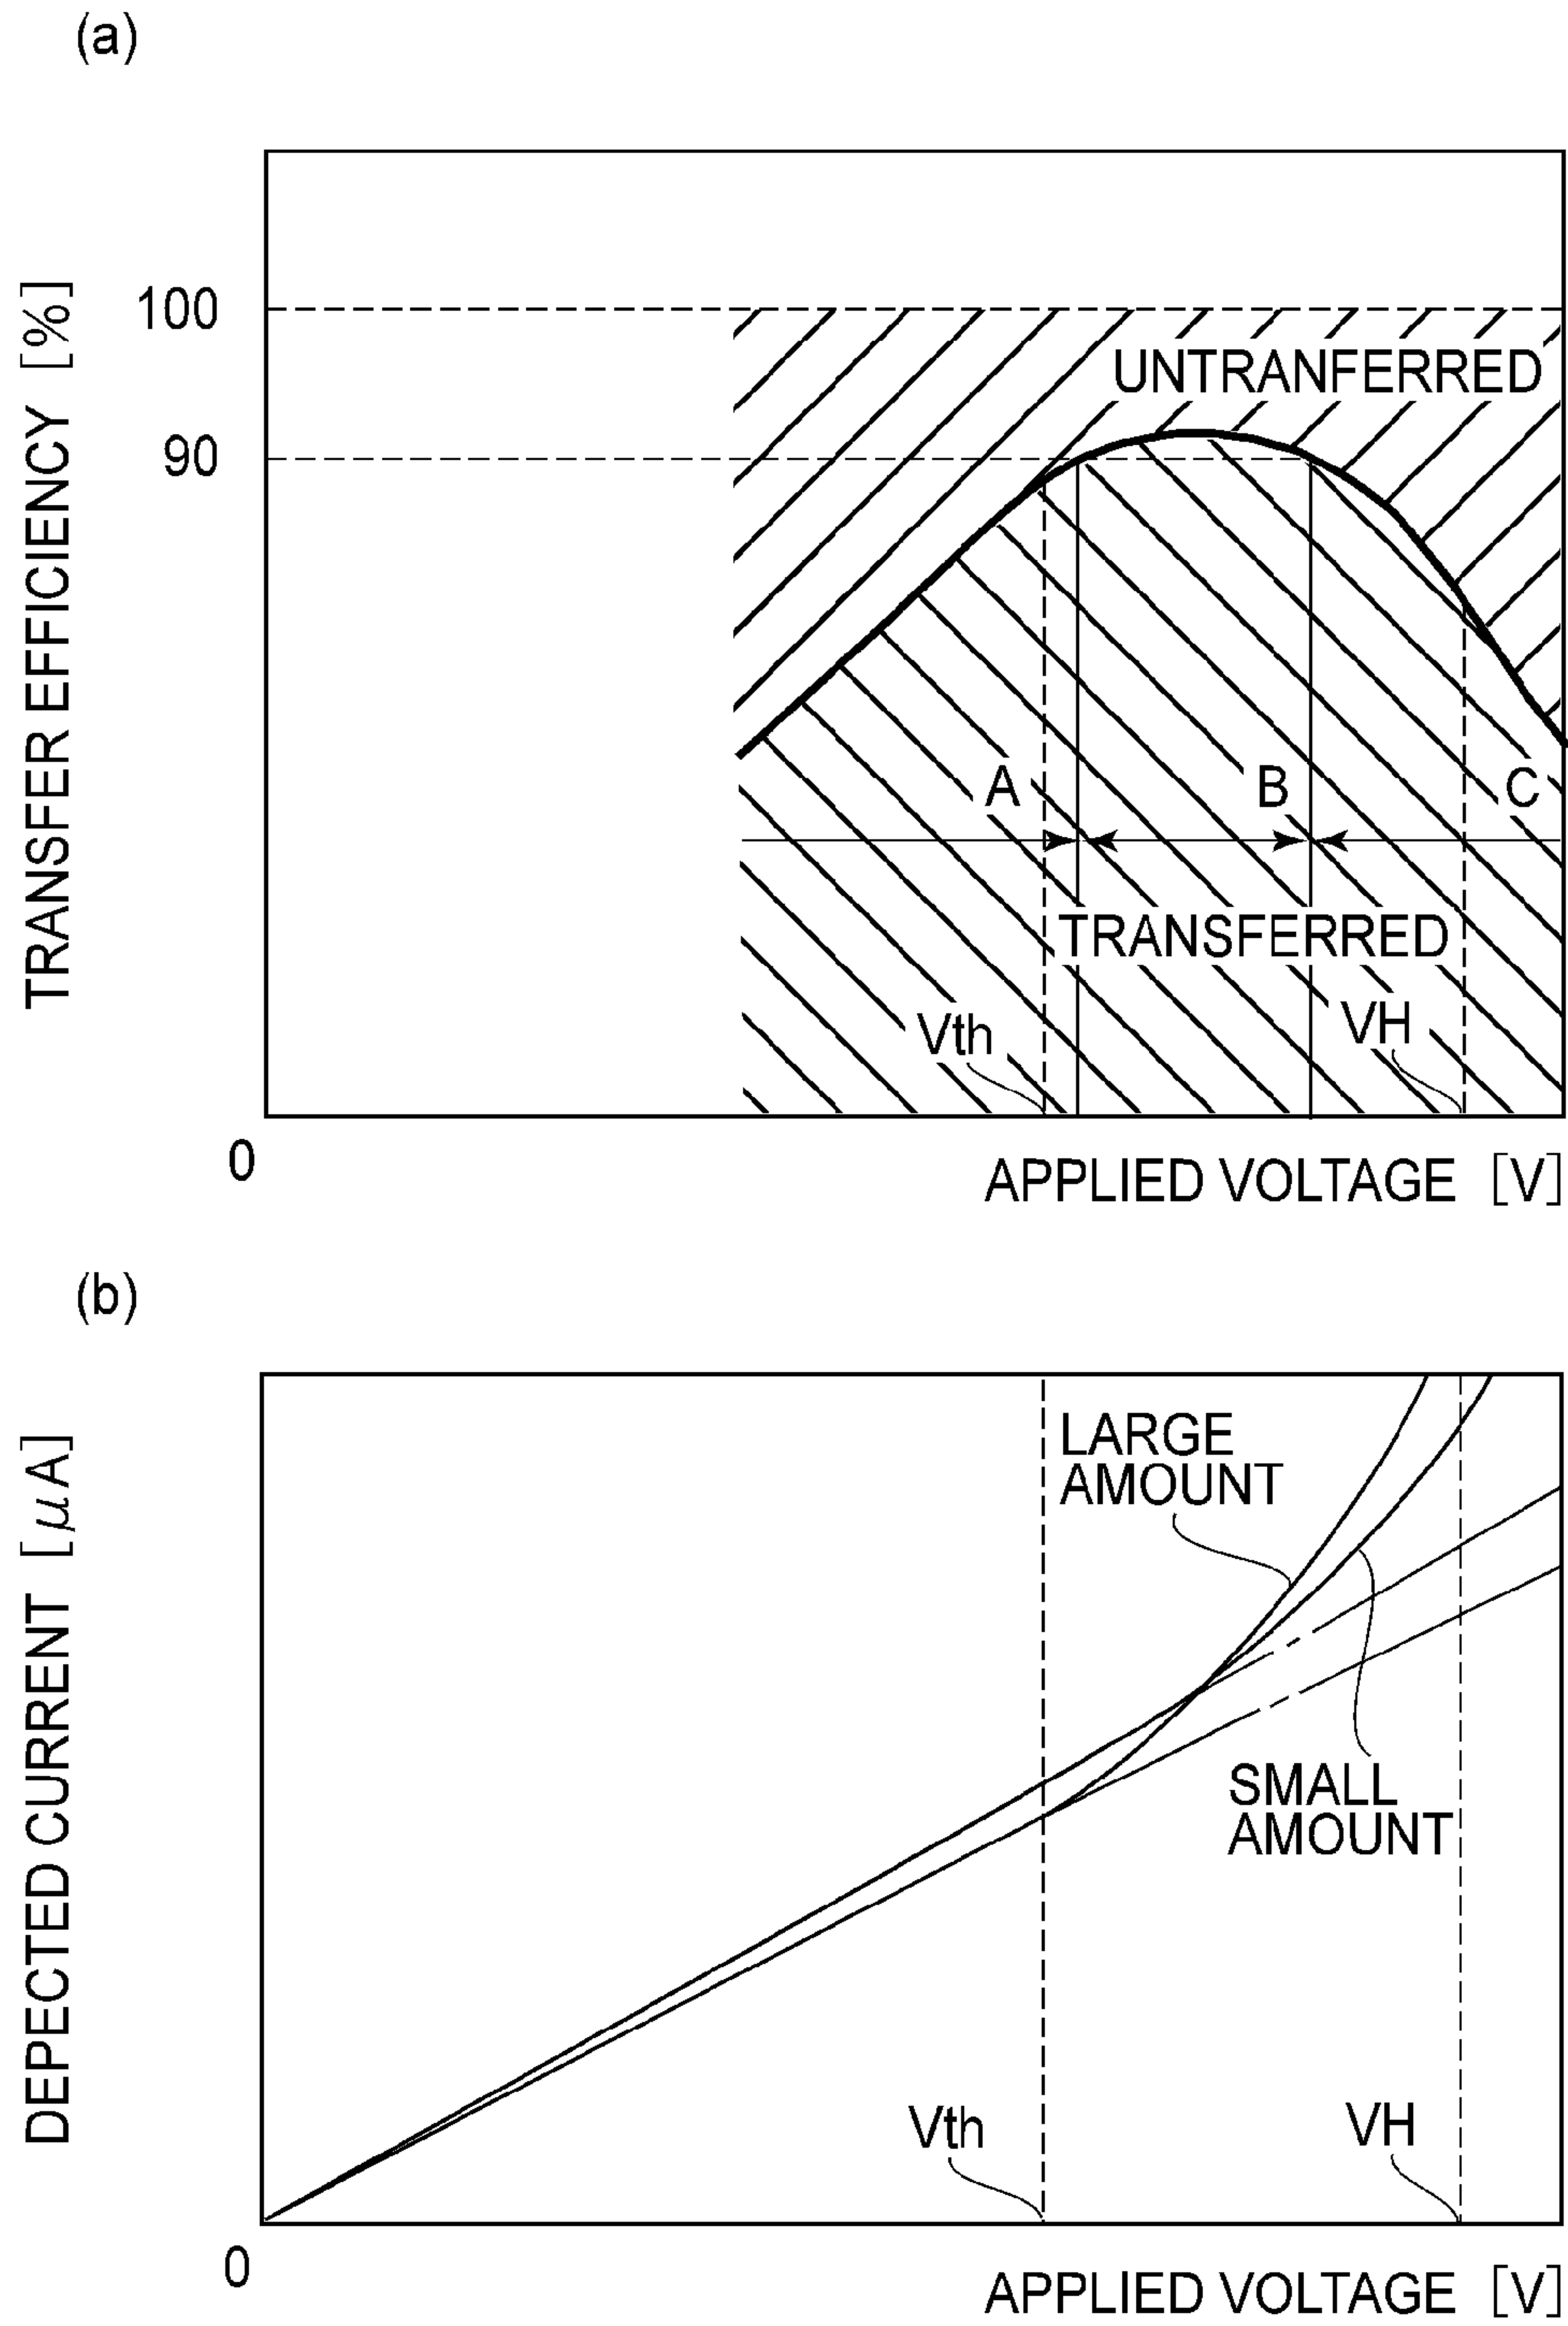 (a)
TRANSFER EFFICIENCY [%]
100
90
UNTRANFERRED
A
B
C
TRANSFERRED
Vth
VH
0
APPLIED VOLTAGE [V]
(b)
DEPECTED CURRENT [μA]
LARGE
AMOUNT
SMALL
AMOUNT
Vth
VH
0
APPLIED VOLTAGE [V]